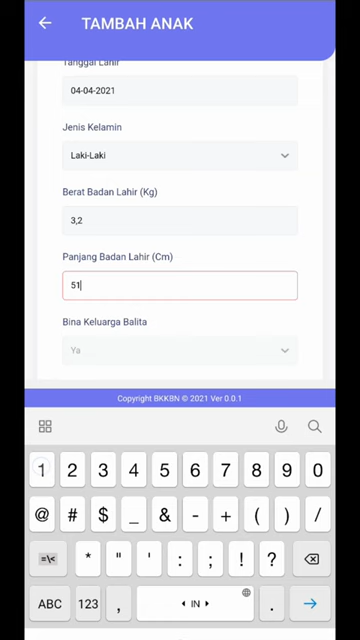 TAMBAH ANAK
Tanggal Lahir
04-04-2021
Jenis Kelamin
Laki-Laki
Berat Badan Lahir (Kg)
3,2
Panjang Badan Lahir (Cm)
51
Bina Keluarga Balita
Ya
Copyright BKKBN © 2021 Ver 0.0.1
1 2 3 4 5 6 7 8 9 0
@ # $ _ & - + ( ) /
=\< * " ' : ; ! ?
ABC 123 , IN .